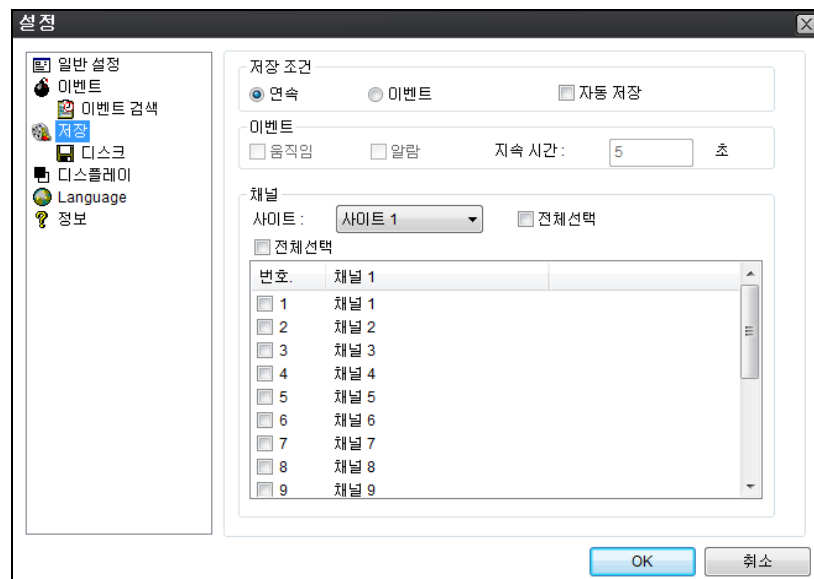 설정
일반 설정
이벤트
이벤트 검색
저장
디스크
디스플레이
Language
정보
저장 조건
연속 이벤트 자동 저장
이벤트
움직임 알람 지속 시간 : 5 초
채널
사이트 : 사이트 1 전체선택
전체선택
번호. 채널 1
1 채널 1
2 채널 2
3 채널 3
4 채널 4
5 채널 5
6 채널 6
7 채널 7
8 채널 8
9 채널 9
OK 취소